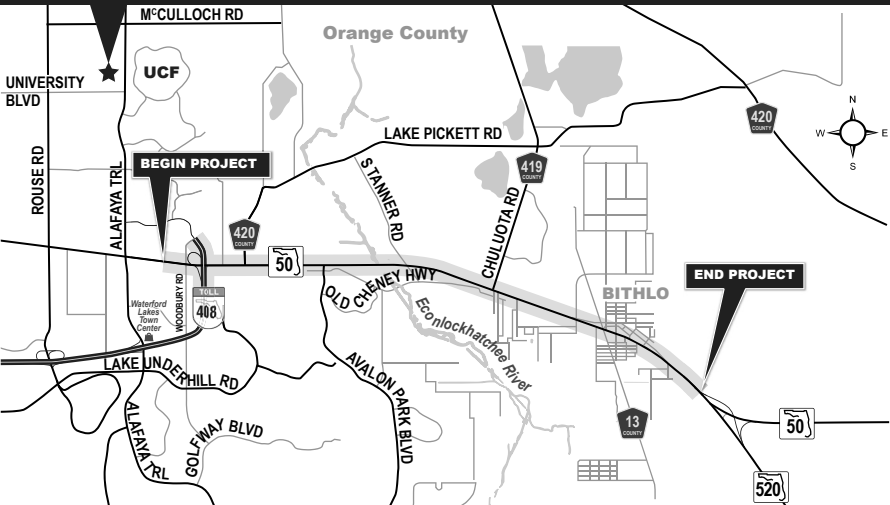 McCULLOCH RD
Orange County
UCF
UNIVERSITY
BLVD
420
COUNTY
N
W
E
S
LAKE PICKETT RD
BEGIN PROJECT
419
COUNTY
ROUSE RD
ALAFAYA TRL
STANNER RD
CHULUOTA RD
420
COUNTY
50
OLD CHENEY HWY
END PROJECT
BITHLO
WOODBURY RD
TOLL
408
Waterford
Lakes
Town
Center
Econlockhatchee River
LAKE UNDERHILL RD
AVALON PARK BLVD
ALAFAYA TRL
GOLFWAY BLVD
13
COUNTY
50
520